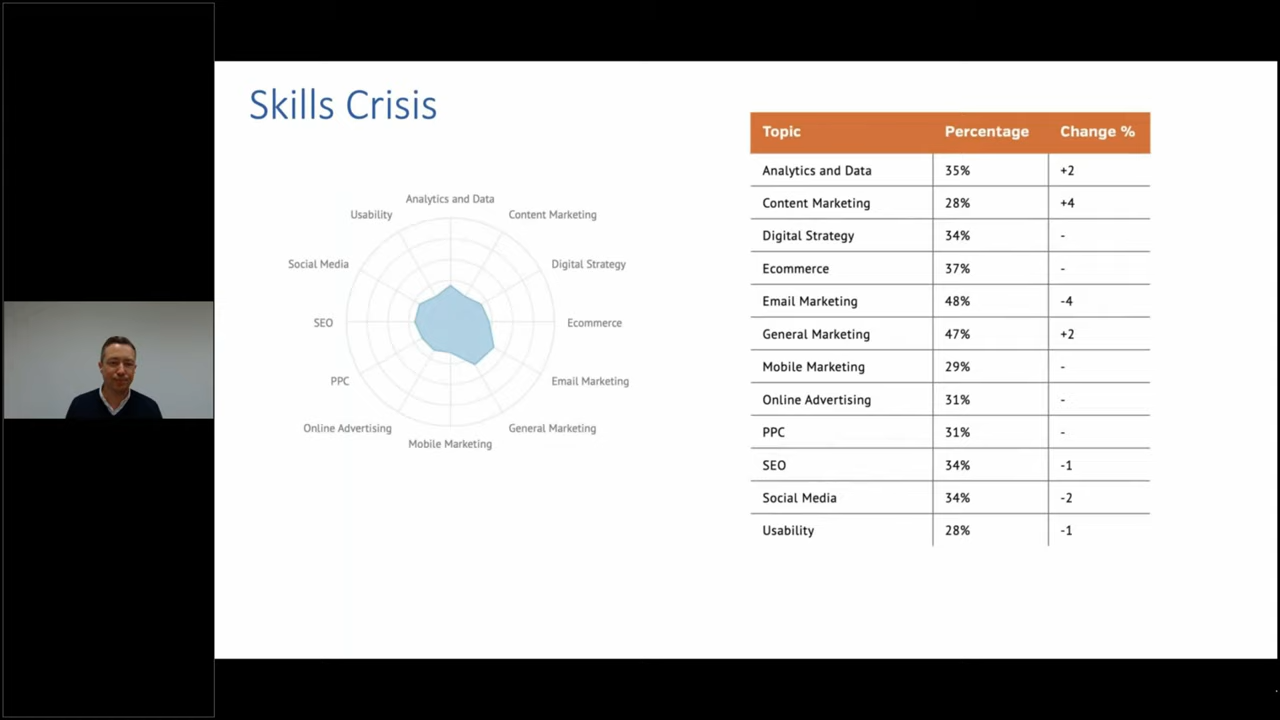 Skills Crisis
Analytics and Data
Usability
Content Marketing
Social Media
Digital Strategy
SEO
Ecommerce
PPC
Email Marketing
Online Advertising
General Marketing
Mobile Marketing
Topic Percentage Change %
Analytics and Data 35% +2
Content Marketing 28% +4
Digital Strategy 34% -
Ecommerce 37% -
Email Marketing 48% -4
General Marketing 47% +2
Mobile Marketing 29% -
Online Advertising 31% -
PPC 31% -
SEO 34% -1
Social Media 34% -2
Usability 28% -1